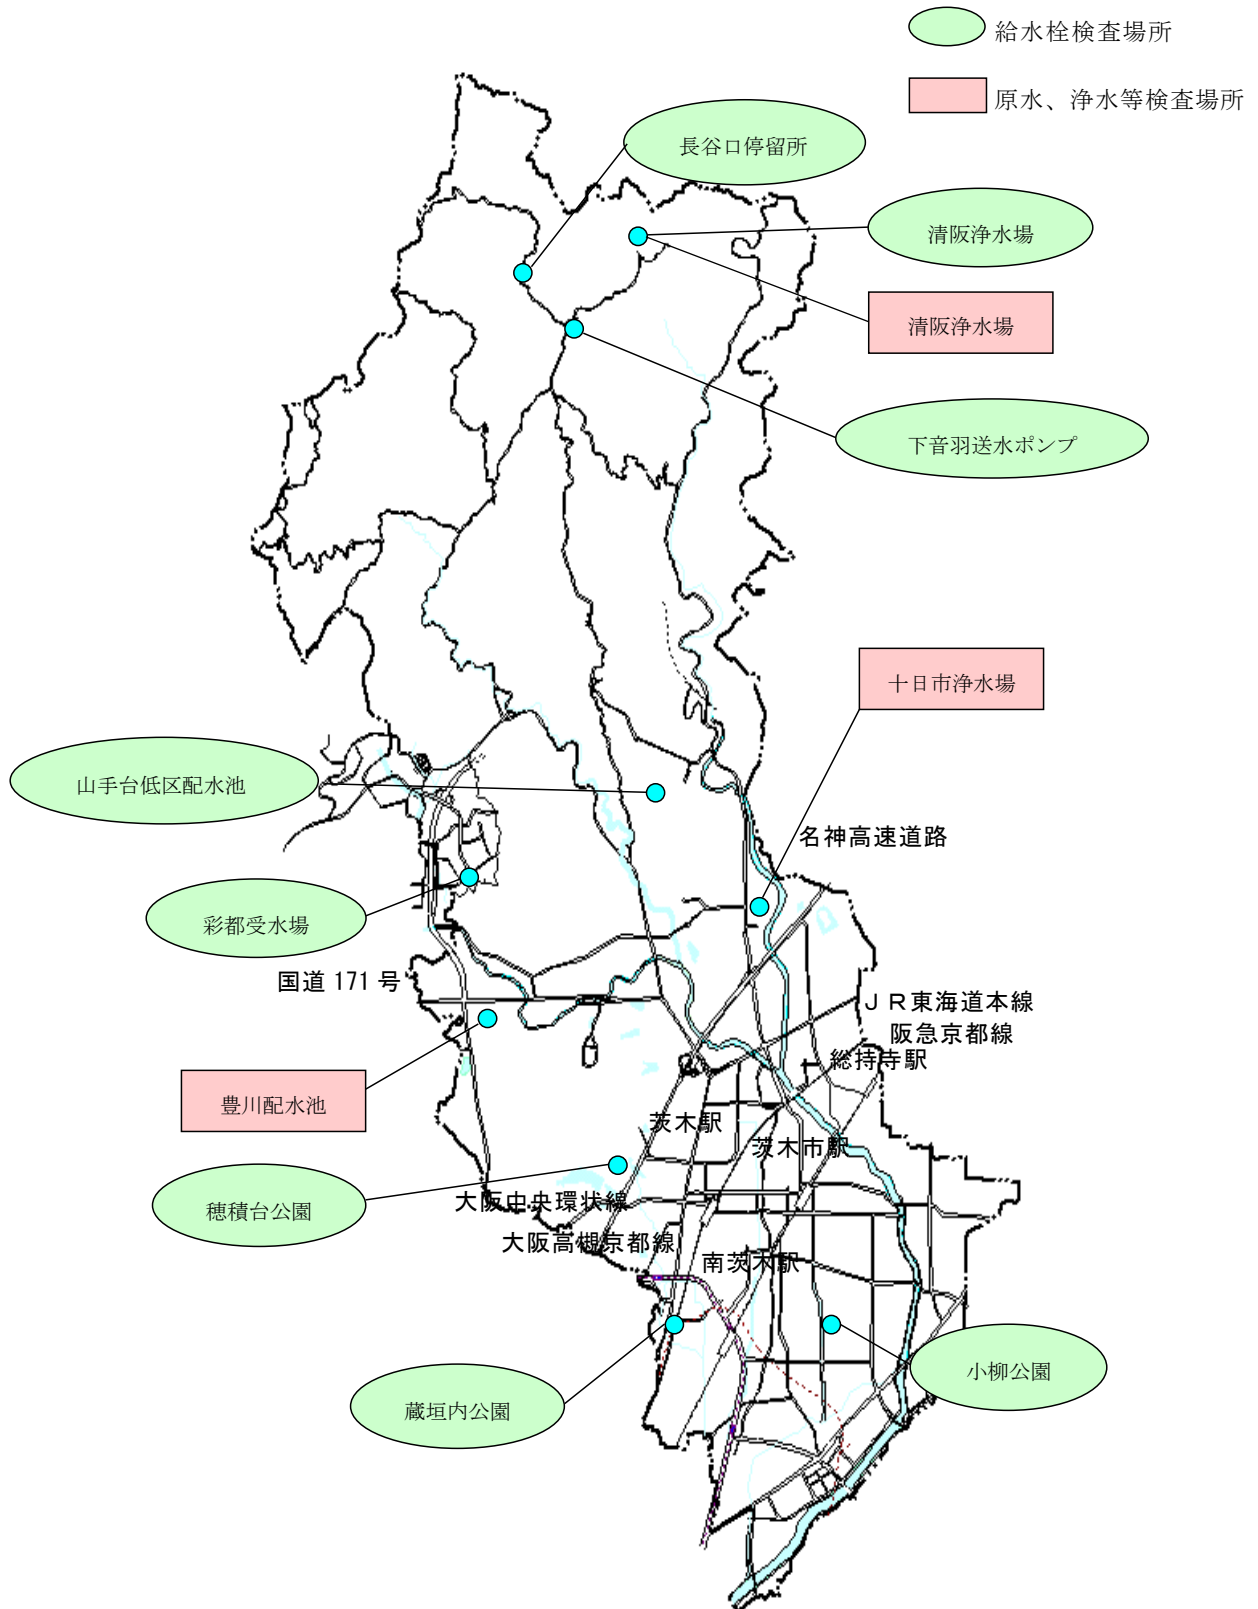 給水栓検査場所
原水、浄水等検査場所
長谷口停留所
清阪浄水場
清阪浄水場
下音羽送水ポンプ
十日市浄水場
山手台低区配水池
名神高速道路
彩都受水場
国道 171 号
ＪＲ東海道本線
阪急京都線
総持寺駅
豊川配水池
茨木駅
茨木市駅
穂積台公園
大阪中央環状線
大阪高槻京都線
南茨木駅
小柳公園
蔵垣内公園